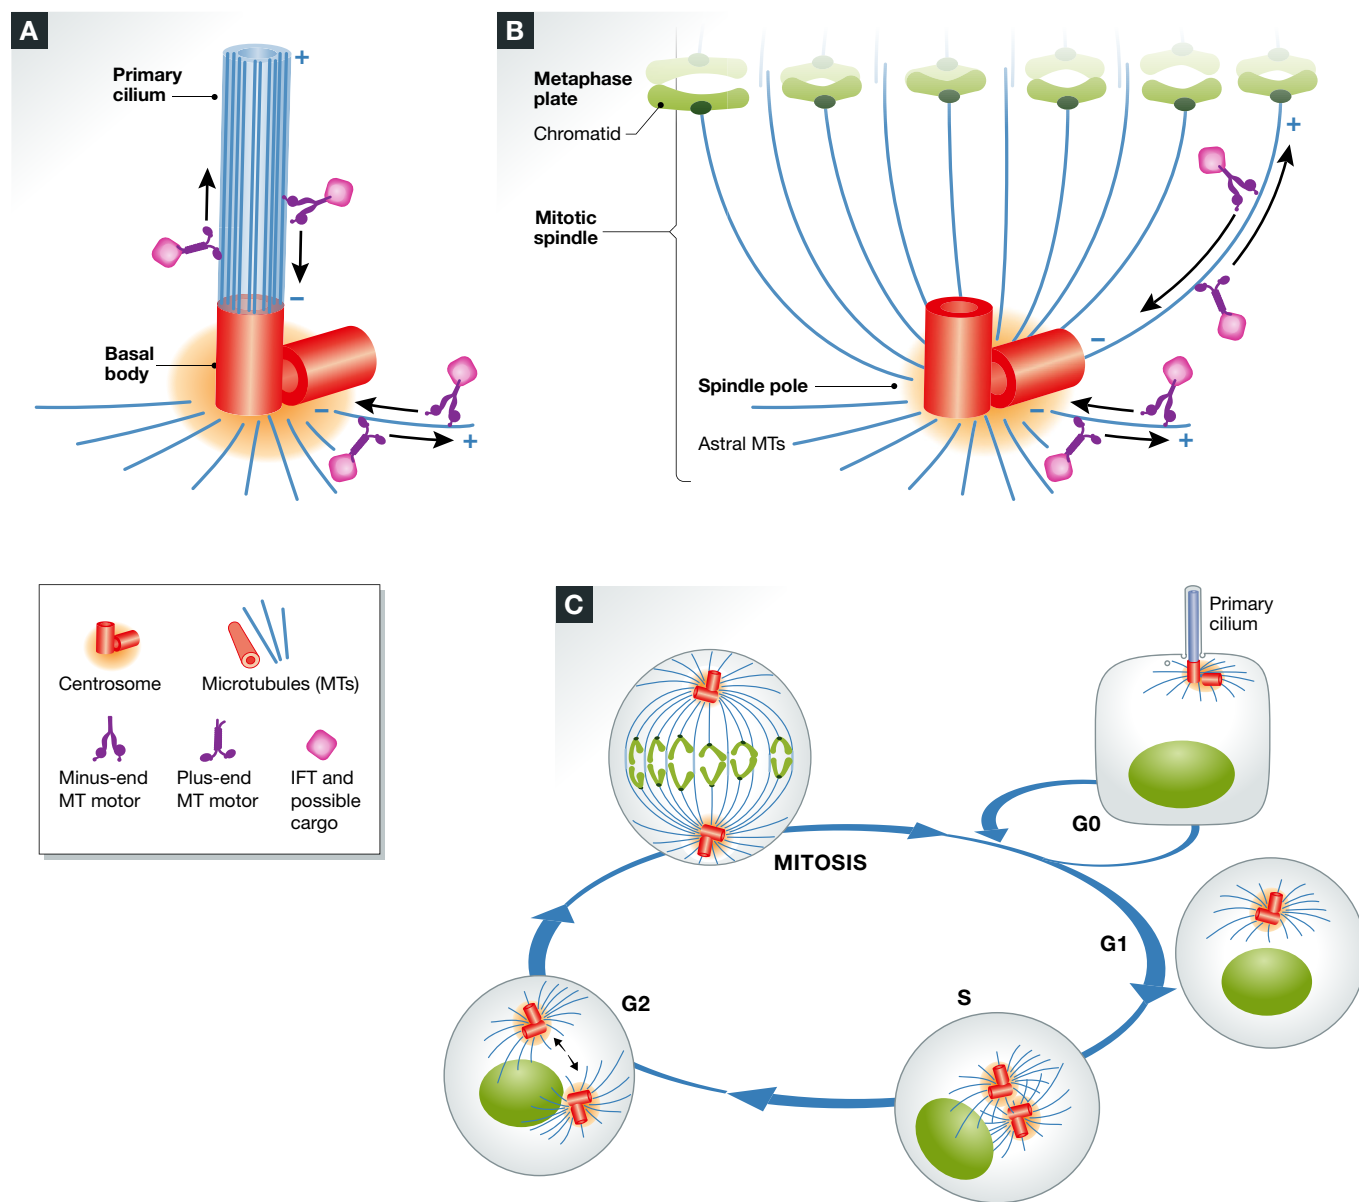 A
Primary
cilium
+
−
Basal
body
−
+
B
Metaphase
plate
Chromatid
+
Mitotic
spindle
−
Spindle pole
−
Astral MTs
+
Centrosome
Microtubules (MTs)
Minus-end
MT motor
Plus-end
MT motor
IFT and
possible
cargo
C
Primary
cilium
G0
MITOSIS
G1
S
G2